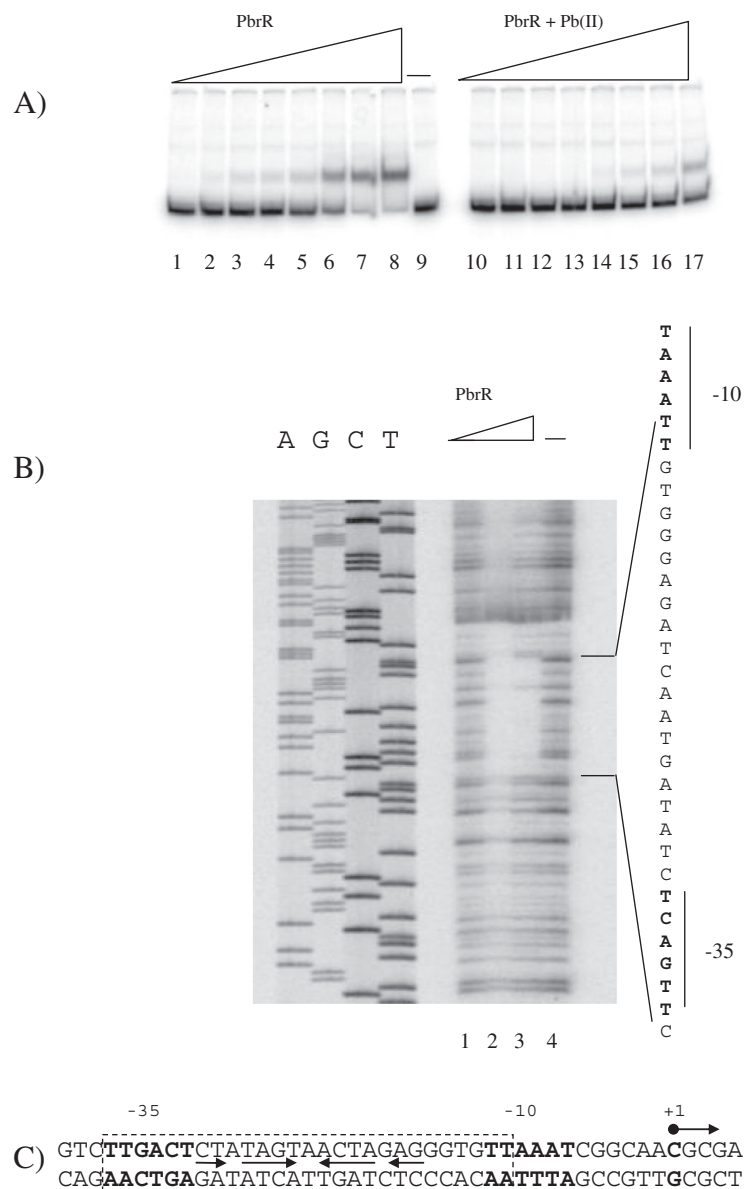 A)
PbrR
PbrR + Pb(II)
1 2 3 4 5 6 7 8 9 10 11 12 13 14 15 16 17
B)
A G C T
PbrR
TAAATTGTGGGAGATCAATGATATCTCAGTTC
-10
-35
1 2 3 4
C)
-35 -10 +1
GTCTTGACTCTATAGTAACTAGAGGGTGTTAAATCGGCAACGCGA
CAGAACTGAGATATCATTGATCTCCCACAATTTAGCCGTTGCGCT